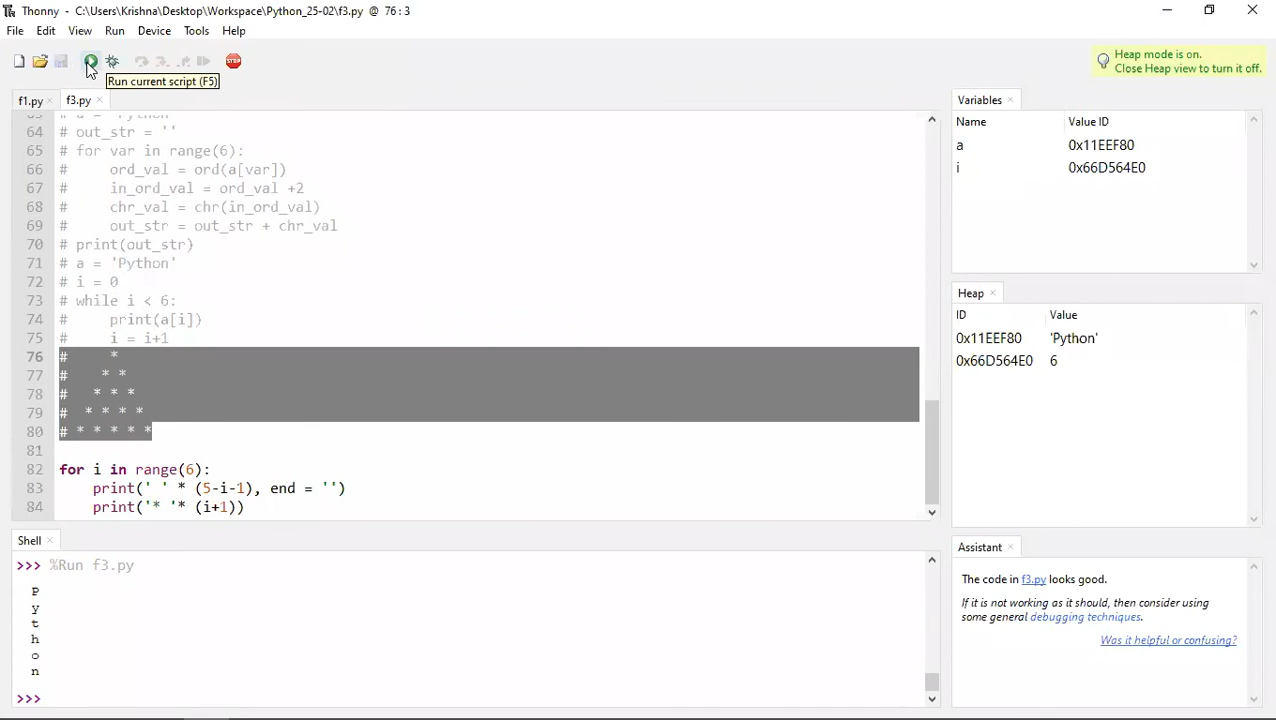 Thonny - C:\Users\Krishna\Desktop\Workspace\Python_25-02\f3.py @ 76 : 3
File Edit View Run Device Tools Help
STOP
Run current script (F5)
Heap mode is on.
Close Heap view to turn it off.
f1.py
f3.py
64 # out_str = ''
65 # for var in range(6):
66 #     ord_val = ord(a[var])
67 #     in_ord_val = ord_val +2
68 #     chr_val = chr(in_ord_val)
69 #     out_str = out_str + chr_val
70 # print(out_str)
71 # a = 'Python'
72 # i = 0
73 # while i < 6:
74 #     print(a[i])
75 #     i = i+1
76 #     *
77 #    * *
78 #   * * *
79 #  * * * *
80 # * * * * *
81
82 for i in range(6):
83     print(' ' * (5-i-1), end = '')
84     print('* '* (i+1))
Shell
>>> %Run f3.py
P
y
t
h
o
n
>>>
Variables
Name Value ID
a 0x11EEF80
i 0x66D564E0
Heap
ID Value
0x11EEF80 'Python'
0x66D564E0 6
Assistant
The code in f3.py looks good.
If it is not working as it should, then consider using
some general debugging techniques.
Was it helpful or confusing?